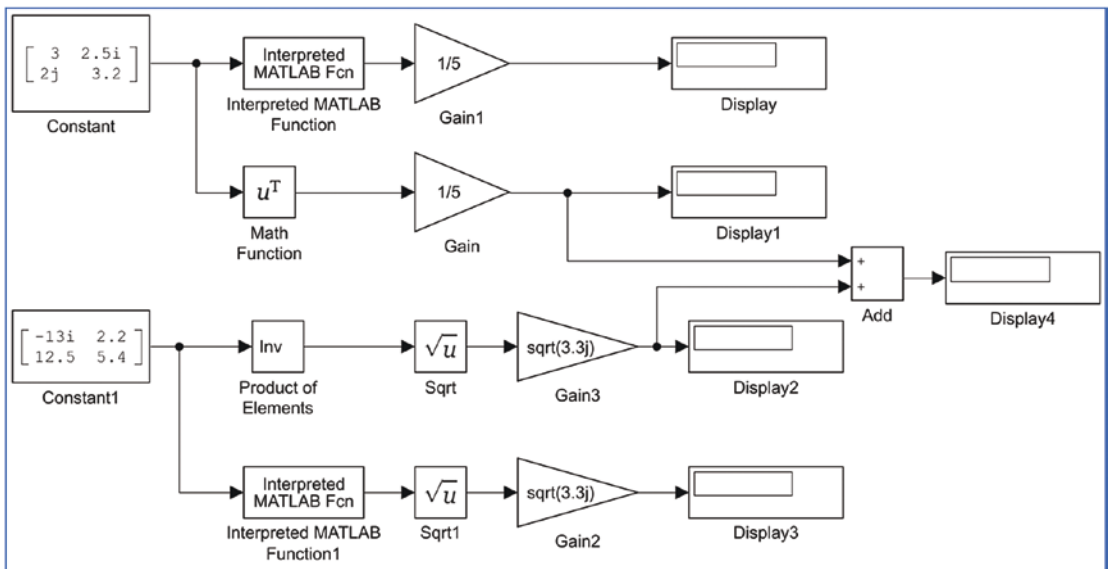 3 2.5i
2j 3.2
Constant
Interpreted
MATLAB Fcn
Interpreted MATLAB
Function
1/5
Gain1
Display
u^T
Math
Function
1/5
Gain
Display1
+
+
Add
Display4
-13i 2.2
12.5 5.4
Constant1
Inv
Product of
Elements
√u
Sqrt
sqrt(3.3j)
Gain3
Display2
Interpreted
MATLAB Fcn
Interpreted MATLAB
Function1
√u
Sqrt1
sqrt(3.3j)
Gain2
Display3